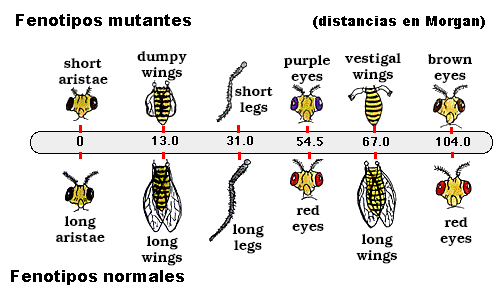 Fenotipos mutantes
(distancias en Morgan)
short
aristae
dumpy
wings
short
legs
purple
eyes
vestigal
wings
brown
eyes
0
13.0
31.0
54.5
67.0
104.0
long
aristae
long
wings
long
legs
red
eyes
long
wings
red
eyes
Fenotipos normales